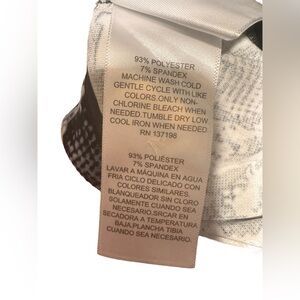 93% POLYESTER
7% SPANDEX
MACHINE WASH COLD
GENTLE CYCLE WITH LIKE
COLORS.ONLY NON-
CHLORINE BLEACH WHEN
NEEDED.TUMBLE DRY LOW
COOL IRON WHEN NEEDED
RN 137198
93% POLIÉSTER
7% SPANDEX
LAVAR A MÁQUINA EN AGUA
FRIA CICLO DELICADO CON
COLORES SIMILARES.
BLANQUEADOR SIN CLORO
SOLAMENTE CUANDO SEA
NECESARIO.SRCAR EN
SECADORA A TEMPERATURA
BAJA.PLANCHA TIBIA
CUANDO SEA NECESARIO.